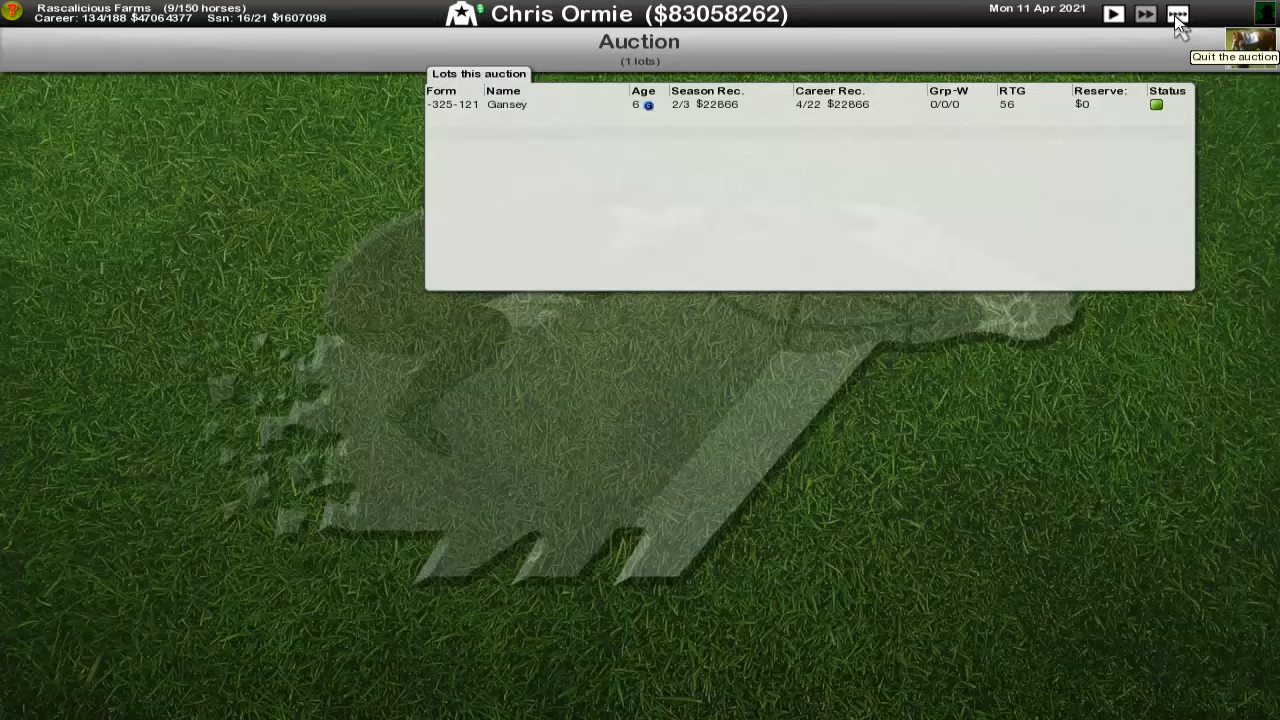 Rascalicious Farms (9/150 horses)
Career: 134/188 $47064377 Ssn: 16/21 $1607098
Chris Ormie ($83058262)
Mon 11 Apr 2021
Quit the auction
Auction
(1 lots)
Lots this auction
Form Name Age Season Rec. Career Rec. Grp-W RTG Reserve: Status
-325-121 Gansey 6 G 2/3 $22866 4/22 $22866 0/0/0 56 $0